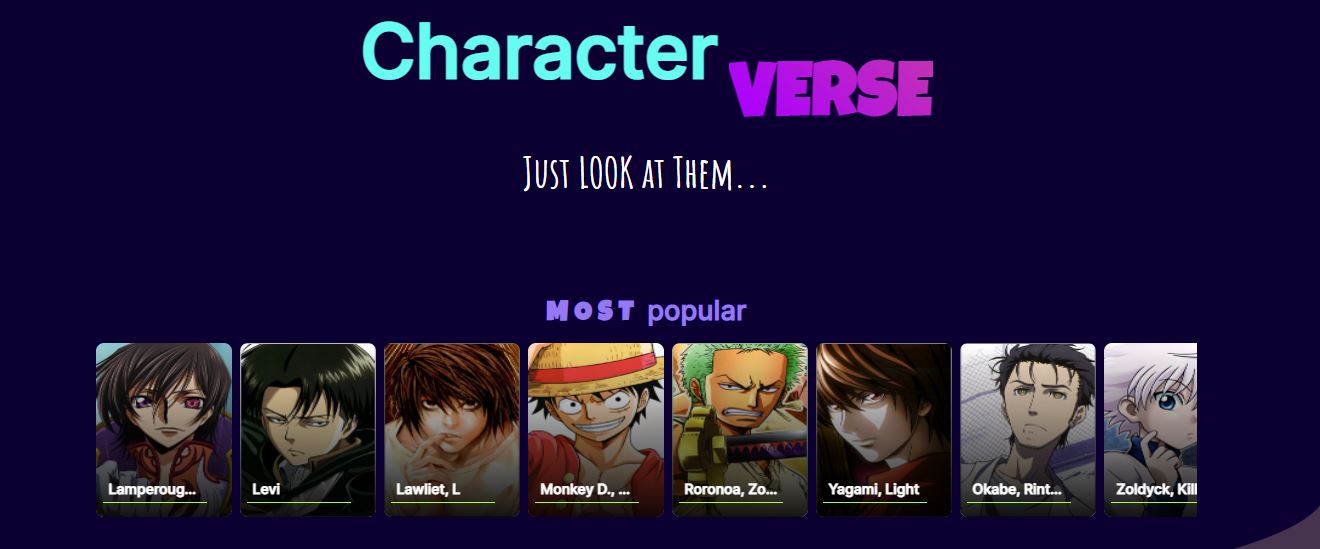 Character VERSE
Just LOOK at Them...
MOST popular
Lamperoug...
Levi
Lawliet, L
Monkey D., ...
Roronoa, Zo...
Yagami, Light
Okabe, Rint...
Zoldyck, Kill